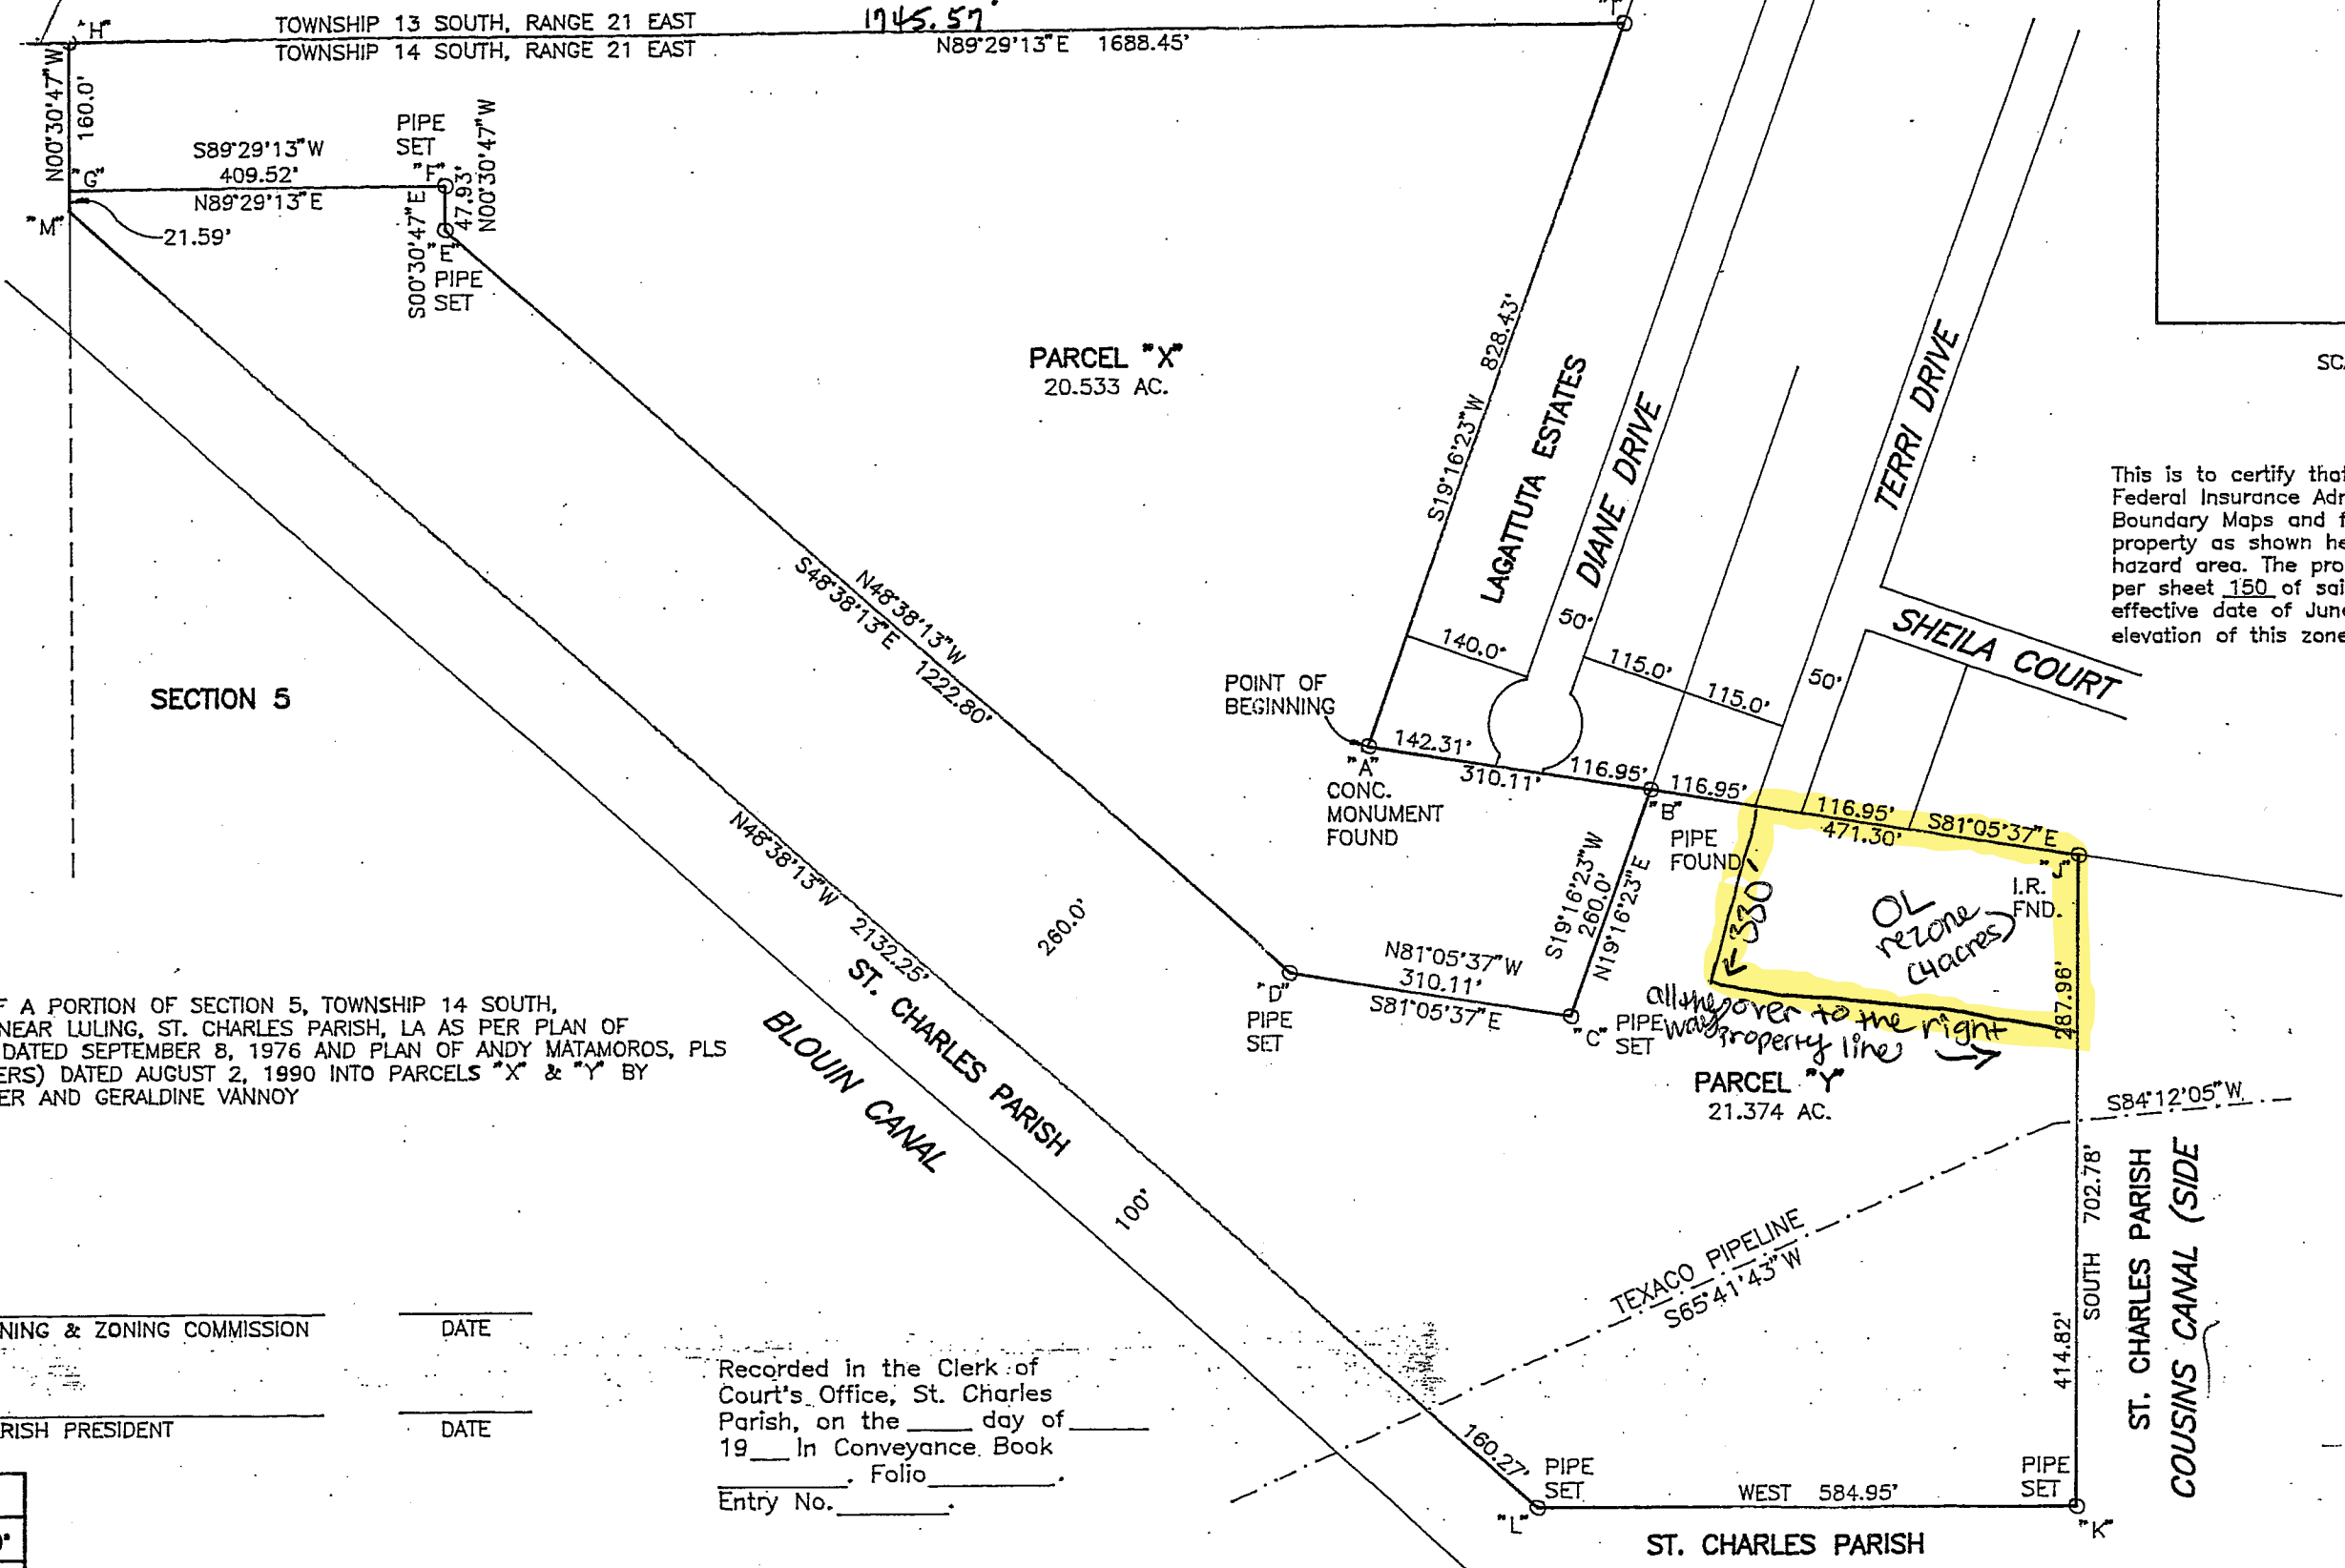 1745.57'
TOWNSHIP 13 SOUTH, RANGE 21 EAST
TOWNSHIP 14 SOUTH, RANGE 21 EAST
N89°29'13"E 1688.45'
"H"
"I"
N00°30'47"W
160.0'
S89°29'13"W
409.52'
N89°29'13"E
"G"
"M"
21.59'
PIPE
SET
"F"
47.93'
N00°30'47"W
S00°30'47"E
"E"
PIPE
SET
PARCEL "X"
20.533 AC.
S19°16'23"W 828.43'
LAGATTUTA ESTATES
DIANE DRIVE
TERRI DRIVE
SHEILA COURT
This is to certify that
Federal Insurance Adr
Boundary Maps and f
property as shown he
hazard area. The pro
per sheet 150 of sai
effective date of June
elevation of this zone
SCA
N48°38'13"W
S48°38'13"E 1222.80'
SECTION 5
140.0'
50'
115.0'
115.0'
50'
POINT OF
BEGINNING
"A"
CONC.
MONUMENT
FOUND
142.31'
310.11'
116.95'
116.95'
116.95'
471.30'
S81°05'37"E
"B"
PIPE
FOUND
"J"
I.R.
FND.
330'
OL
rezone
(4acres)
287.96'
all the way over to the right
property line
S19°16'23"W
260.0'
N19°16'23"E
N81°05'37"W
310.11'
S81°05'37"E
"D"
PIPE
SET
"C"
PIPE
SET
PARCEL "Y"
21.374 AC.
N48°38'13"W 2132.25'
260.0'
ST. CHARLES PARISH
BLOUIN CANAL
100'
F A PORTION OF SECTION 5, TOWNSHIP 14 SOUTH,
NEAR LULING, ST. CHARLES PARISH, LA AS PER PLAN OF
DATED SEPTEMBER 8, 1976 AND PLAN OF ANDY MATAMOROS, PLS
ERS) DATED AUGUST 2, 1990 INTO PARCELS "X" & "Y" BY
ER AND GERALDINE VANNOY
S84°12'05"W
TEXACO PIPELINE
S65°41'43"W
SOUTH 702.78'
414.82'
ST. CHARLES PARISH
COUSINS CANAL (SIDE
NING & ZONING COMMISSION
DATE
RISH PRESIDENT
DATE
Recorded in the Clerk of
Court's Office, St. Charles
Parish, on the ____ day of ____
19__ In Conveyance Book
____. Folio ____.
Entry No. ____.
160.27'
PIPE
SET
"L"
WEST 584.95'
PIPE
SET
"K"
ST. CHARLES PARISH